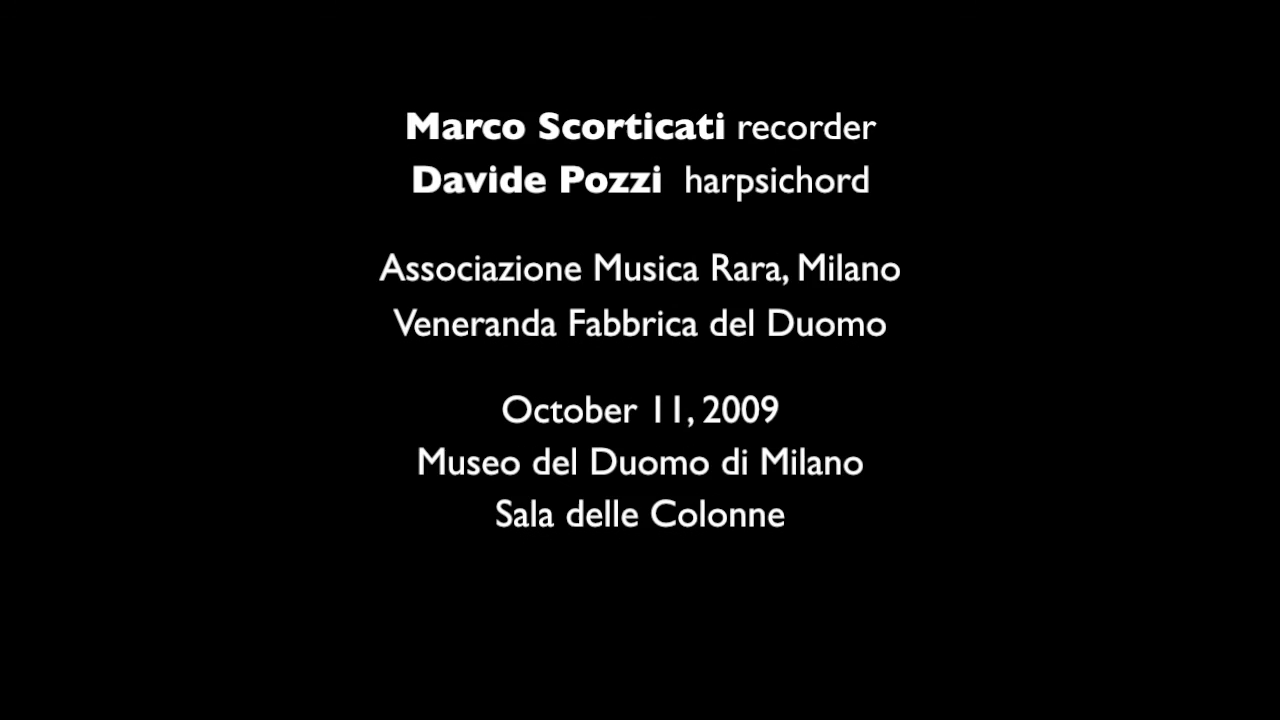 Marco Scorticati recorder
Davide Pozzi harpsichord
Associazione Musica Rara, Milano
Veneranda Fabbrica del Duomo
October 11, 2009
Museo del Duomo di Milano
Sala delle Colonne